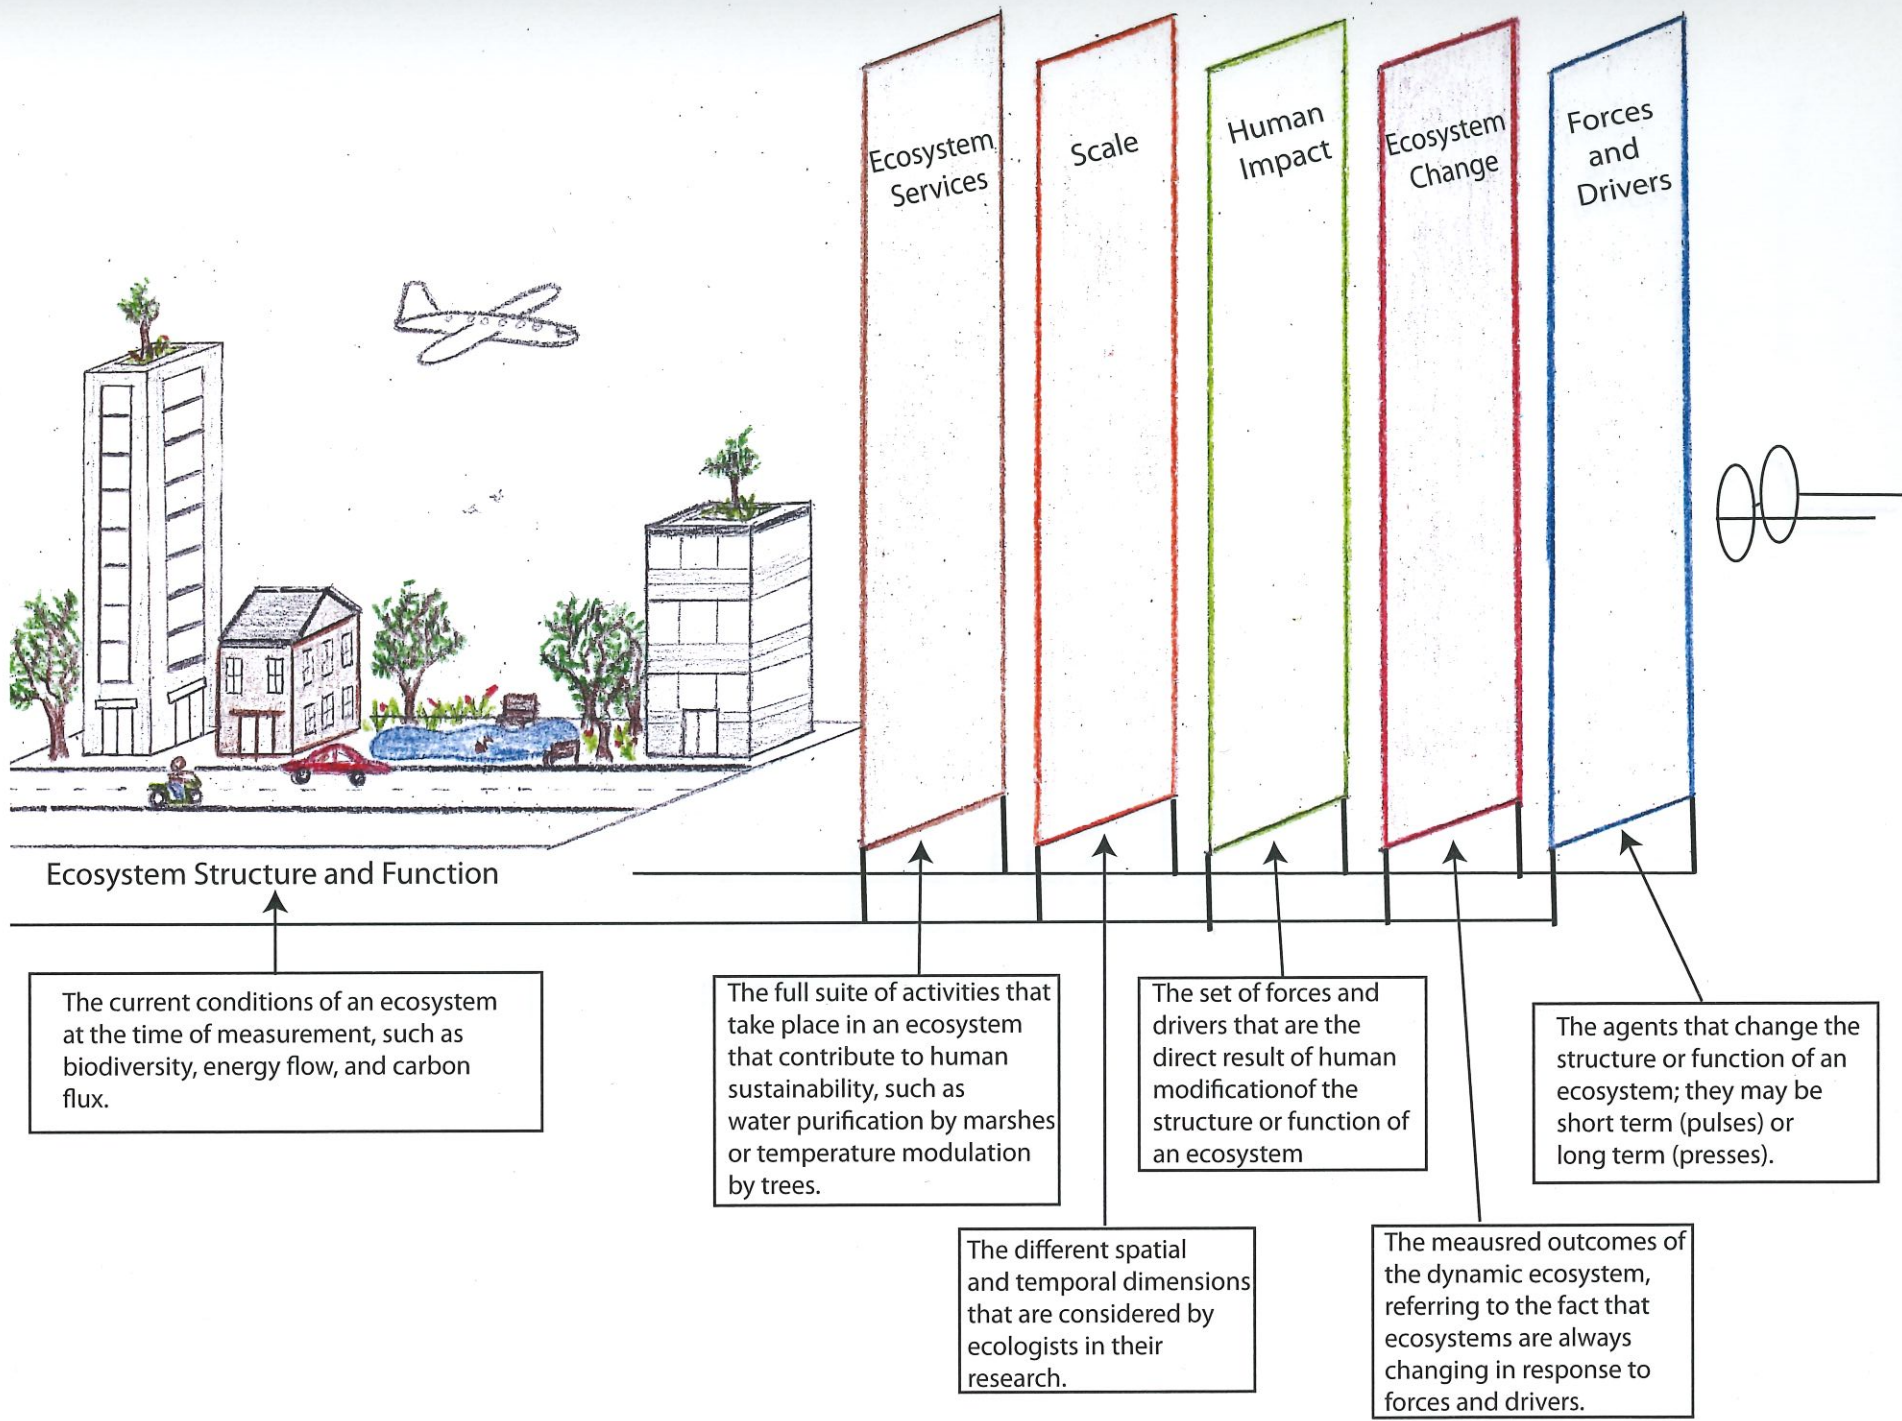 Ecosystem
Services
Scale
Human
Impact
Ecosystem
Change
Forces
and
Drivers
Ecosystem Structure and Function
The current conditions of an ecosystem
at the time of measurement, such as
biodiversity, energy flow, and carbon
flux.
The full suite of activities that
take place in an ecosystem
that contribute to human
sustainability, such as
water purification by marshes
or temperature modulation
by trees.
The different spatial
and temporal dimensions
that are considered by
ecologists in their
research.
The set of forces and
drivers that are the
direct result of human
modificationof the
structure or function of
an ecosystem
The meausred outcomes of
the dynamic ecosystem,
referring to the fact that
ecosystems are always
changing in response to
forces and drivers.
The agents that change the
structure or function of an
ecosystem; they may be
short term (pulses) or
long term (presses).